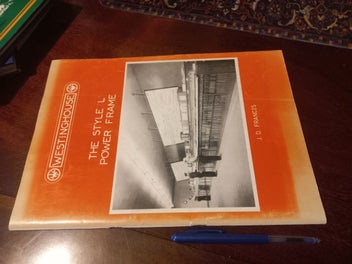 WESTINGHOUSE
THE STYLE 'L'
POWER FRAME
J. D. FRANCIS